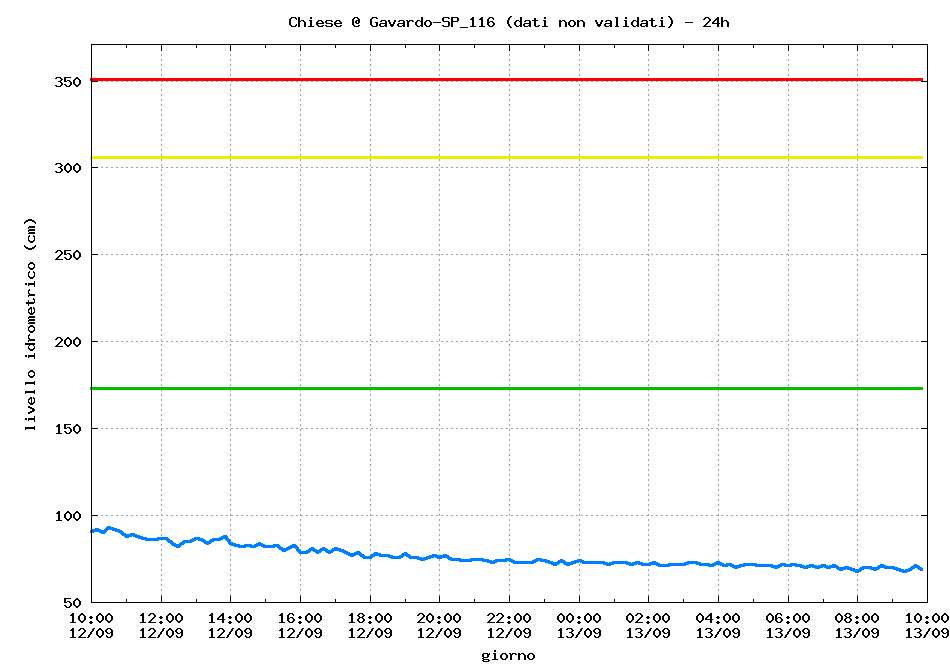 Chiese @ Gavardo-SP_116 (dati non validati) - 24h
350
300
250
200
150
100
50
livello idrometrico (cm)
10:00 12:00 14:00 16:00 18:00 20:00 22:00 00:00 02:00 04:00 06:00 08:00 10:00
12/09 12/09 12/09 12/09 12/09 12/09 12/09 13/09 13/09 13/09 13/09 13/09 13/09
giorno